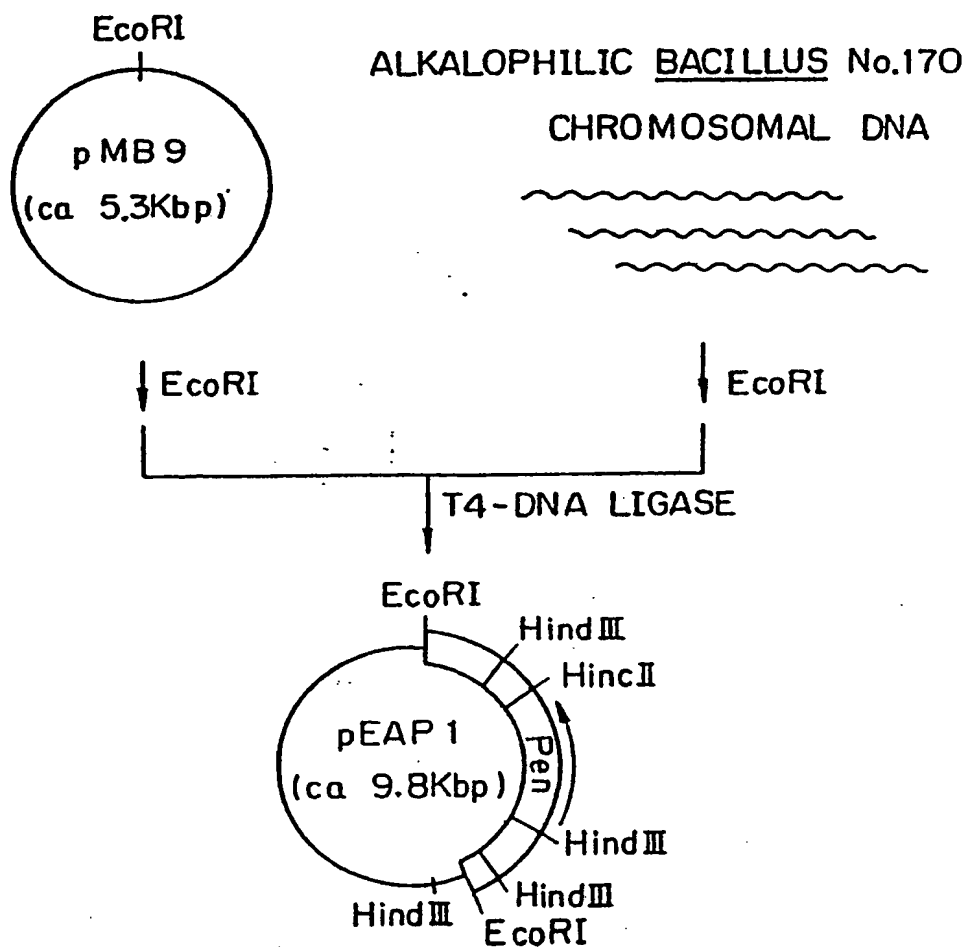 EcoRI
pMB9
(ca 5.3Kbp)
ALKALOPHILIC BACILLUS No.170
CHROMOSOMAL DNA
EcoRI
EcoRI
T4-DNA LIGASE
EcoRI
HindⅢ
HincⅡ
pEAP1
(ca 9.8Kbp)
Pen
HindⅢ
HindⅢ
HindⅢ
EcoRI